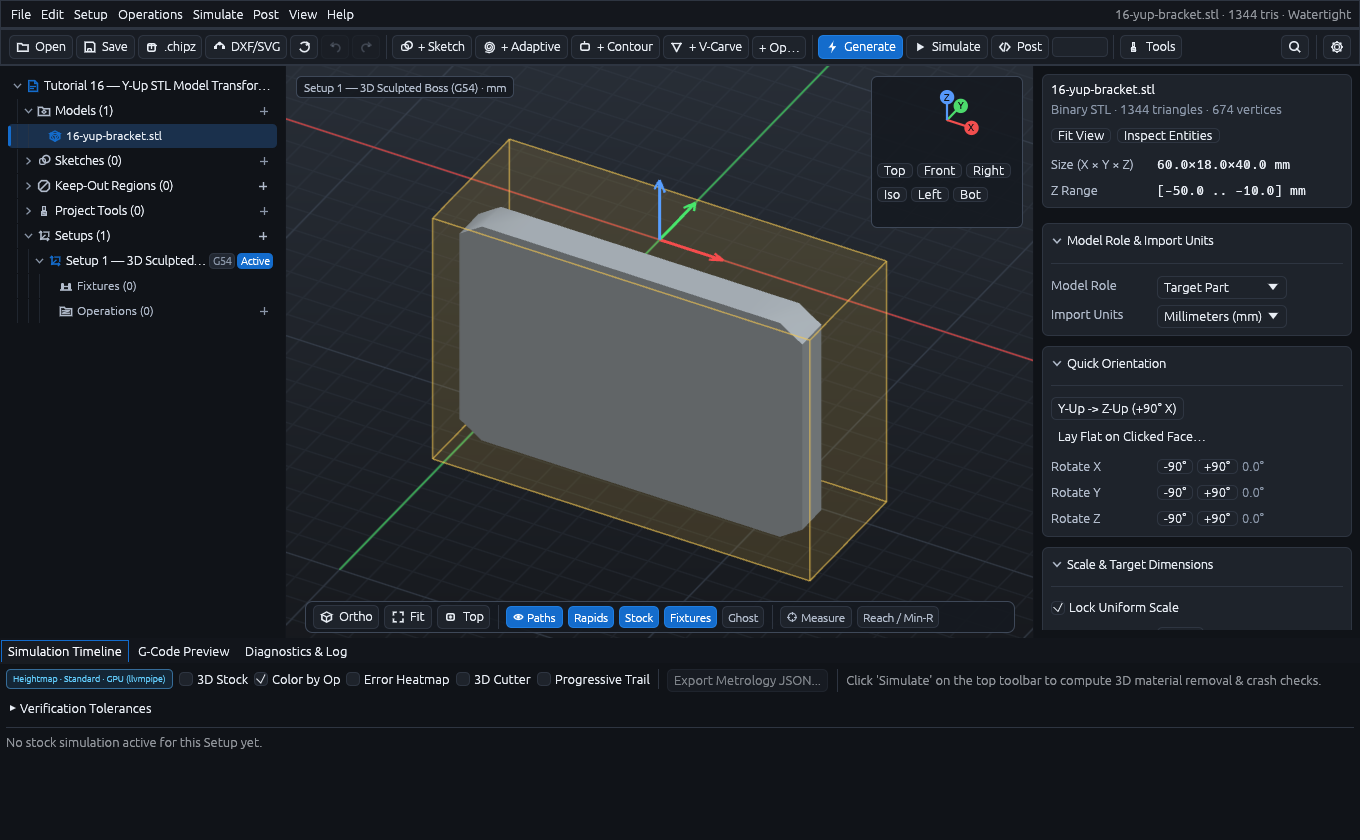 File Edit Setup Operations Simulate Post View Help 16-yup-bracket.stl · 1344 tris · Watertight
Open Save .chipz DXF/SVG + Sketch + Adaptive + Contour + V-Carve + Op… Generate Simulate Post Tools
Tutorial 16 — Y-Up STL Model Transfor…
Models (1) +
16-yup-bracket.stl
Sketches (0) +
Keep-Out Regions (0) +
Project Tools (0) +
Setups (1) +
Setup 1 — 3D Sculpted… G54 Active
Fixtures (0)
Operations (0) +
Setup 1 — 3D Sculpted Boss (G54) · mm
Z
Y
X
Top Front Right
Iso Left Bot
Ortho Fit Top Paths Rapids Stock Fixtures Ghost Measure Reach / Min-R
16-yup-bracket.stl
Binary STL · 1344 triangles · 674 vertices
Fit View Inspect Entities
Size (X × Y × Z) 60.0×18.0×40.0 mm
Z Range [-50.0 .. -10.0] mm
Model Role & Import Units
Model Role Target Part
Import Units Millimeters (mm)
Quick Orientation
Y-Up -> Z-Up (+90° X)
Lay Flat on Clicked Face…
Rotate X -90° +90° 0.0°
Rotate Y -90° +90° 0.0°
Rotate Z -90° +90° 0.0°
Scale & Target Dimensions
Lock Uniform Scale
Simulation Timeline G-Code Preview Diagnostics & Log
Heightmap · Standard · GPU (llvmpipe) 3D Stock Color by Op Error Heatmap 3D Cutter Progressive Trail Export Metrology JSON… Click 'Simulate' on the top toolbar to compute 3D material removal & crash checks.
Verification Tolerances
No stock simulation active for this Setup yet.